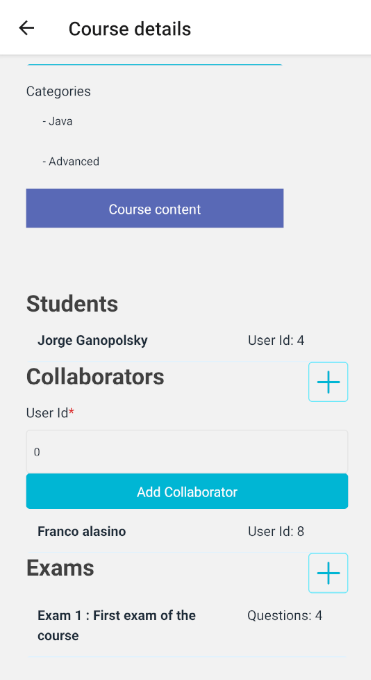 Course details
Categories
- Java
- Advanced
Course content
Students
Jorge Ganopolsky User Id: 4
Collaborators
User Id*
0
Add Collaborator
Franco alasino User Id: 8
Exams
Exam 1 : First exam of the Questions: 4
course